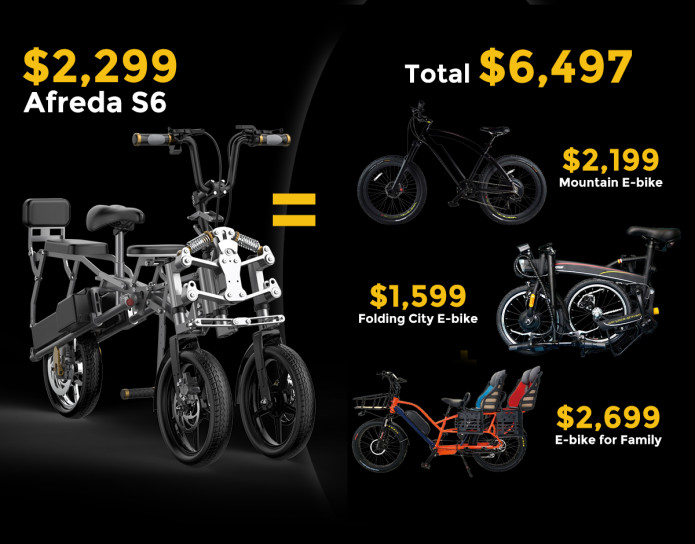 $2,299
Afreda S6
Total $6,497
$2,199
Mountain E-bike
=
$1,599
Folding City E-bike
$2,699
E-bike for Family